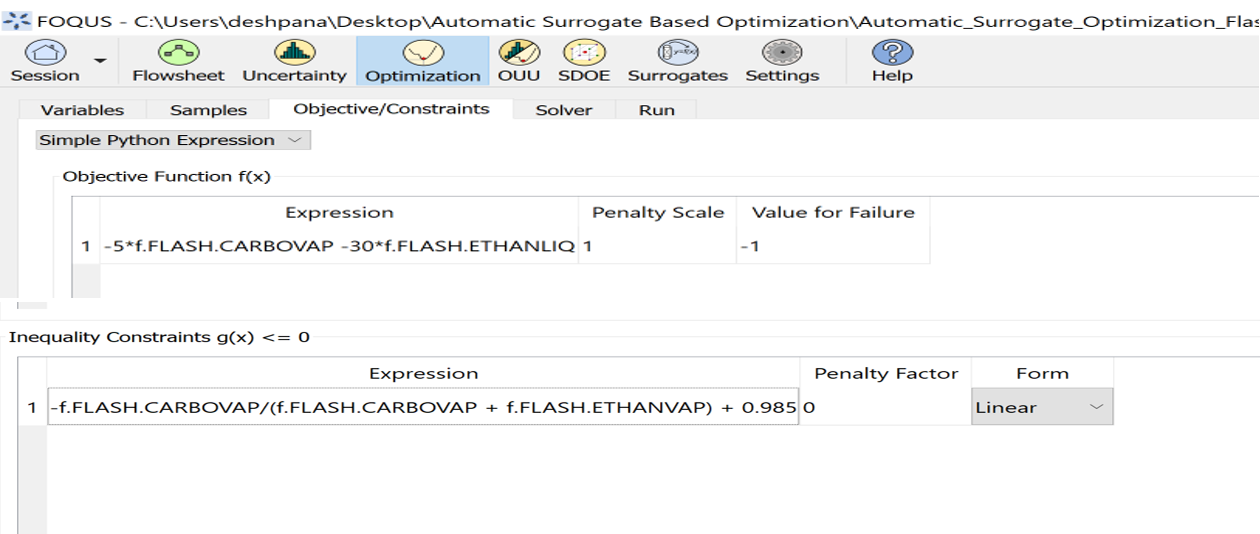 FOQUS - C:\Users\deshpana\Desktop\Automatic Surrogate Based Optimization\Automatic_Surrogate_Optimization_Flas
Session Flowsheet Uncertainty Optimization OUU SDOE Surrogates Settings Help
Variables Samples Objective/Constraints Solver Run
Simple Python Expression
Objective Function f(x)
Expression Penalty Scale Value for Failure
1 -5*f.FLASH.CARBOVAP -30*f.FLASH.ETHANLIQ 1 -1
Inequality Constraints g(x) <= 0
Expression Penalty Factor Form
1 -f.FLASH.CARBOVAP/(f.FLASH.CARBOVAP + f.FLASH.ETHANVAP) + 0.985 0 Linear